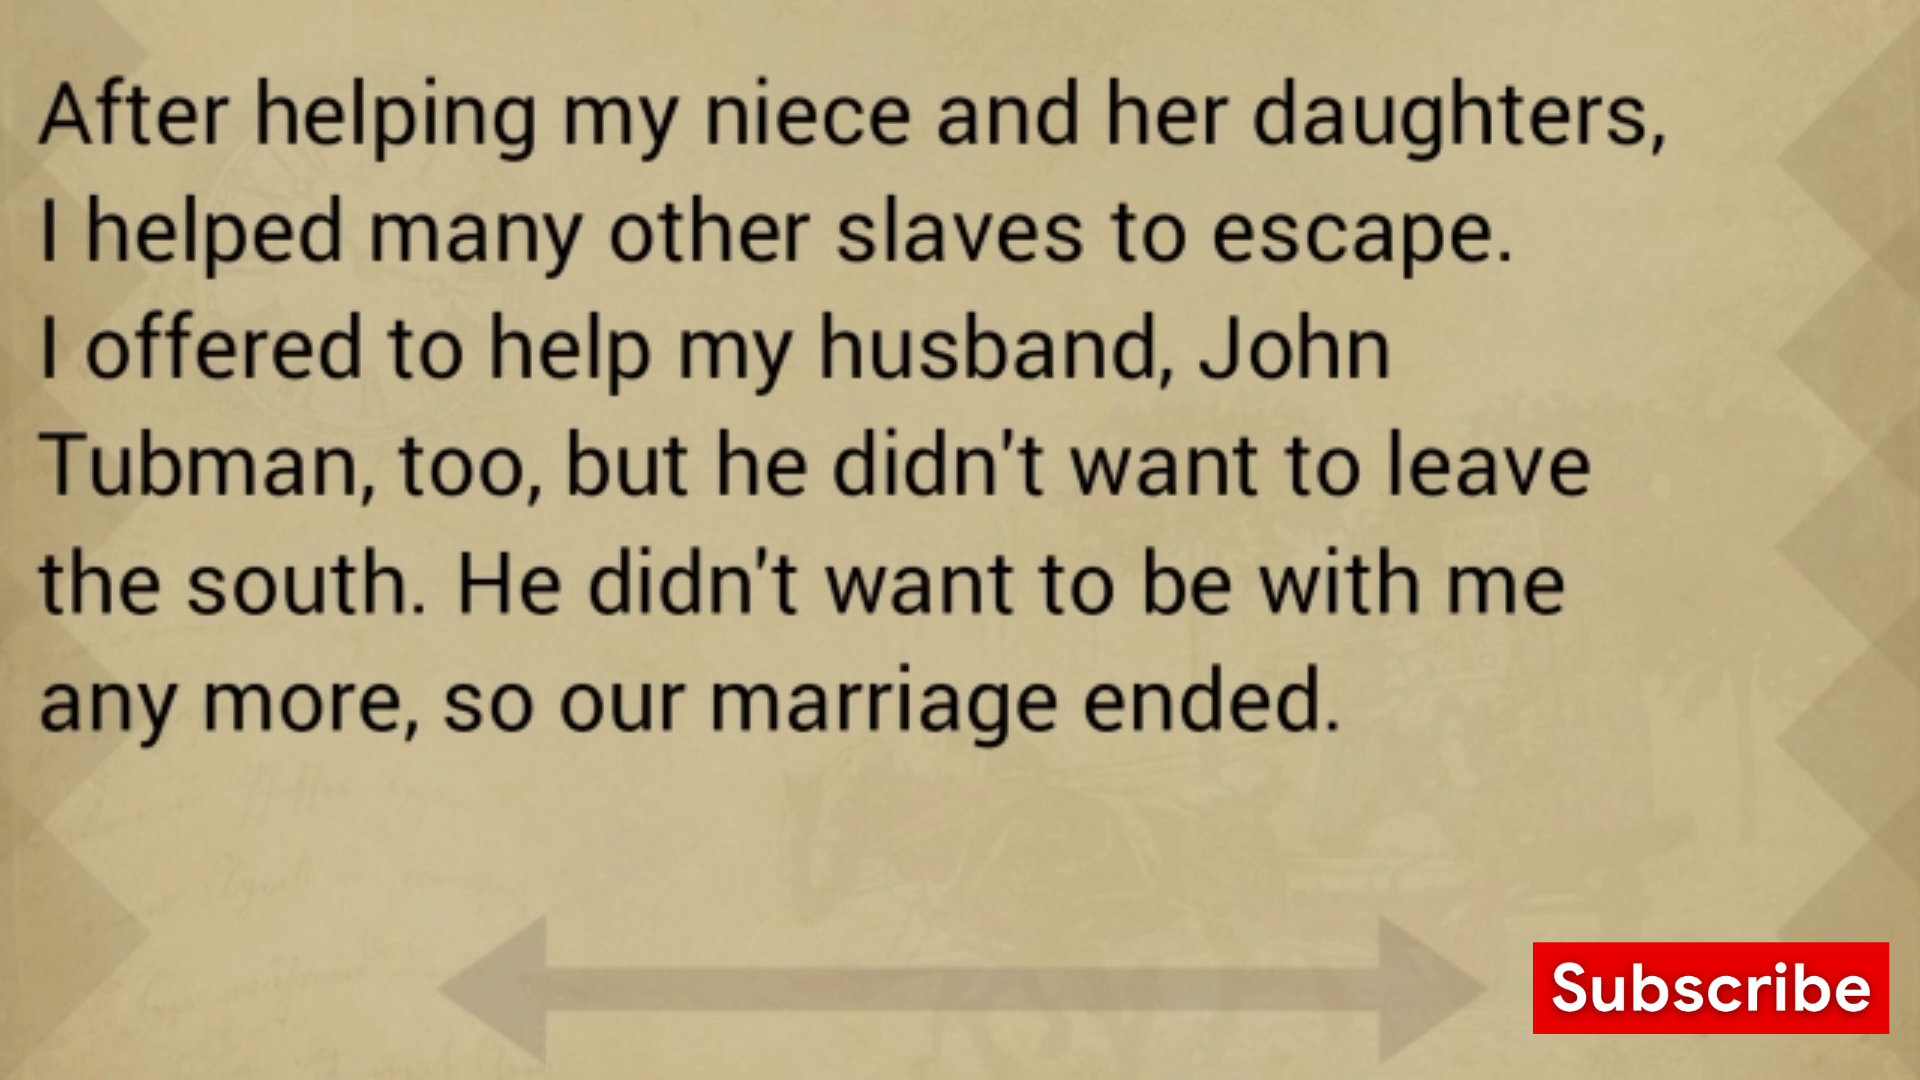 After helping my niece and her daughters,
I helped many other slaves to escape.
I offered to help my husband, John
Tubman, too, but he didn't want to leave
the south. He didn't want to be with me
any more, so our marriage ended.
Subscribe